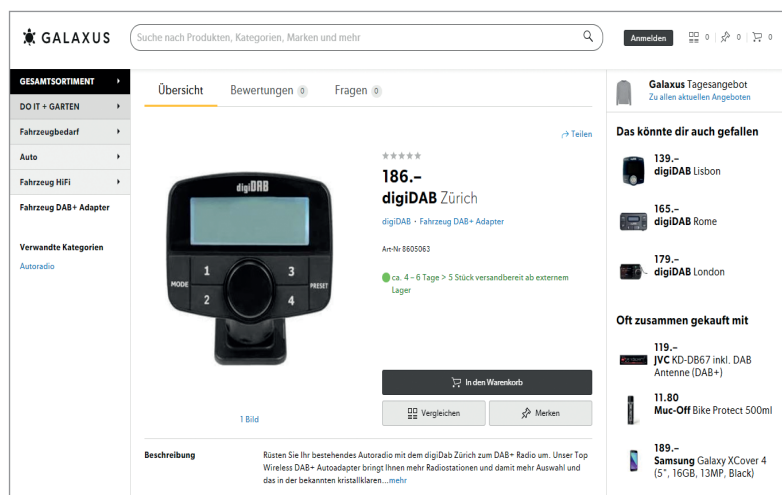 GALAXUS
Suche nach Produkten, Kategorien, Marken und mehr
Anmelden
0
0
0
GESAMTSORTIMENT
DO IT + GARTEN
Fahrzeugbedarf
Auto
Fahrzeug HiFi
Fahrzeug DAB+ Adapter
Verwandte Kategorien
Autoradio
Übersicht
Bewertungen 0
Fragen 0
Teilen
digiDAB
1
3
MODE
PRESET
2
4
1 Bild
186.–
digiDAB Zürich
digiDAB · Fahrzeug DAB+ Adapter
Art-Nr 8605063
ca. 4 – 6 Tage > 5 Stück versandbereit ab externem
Lager
In den Warenkorb
Vergleichen
Merken
Beschreibung
Rüsten Sie Ihr bestehendes Autoradio mit dem digiDab Zürich zum DAB+ Radio um. Unser Top
Wireless DAB+ Autoadapter bringt Ihnen mehr Radiostationen und damit mehr Auswahl und
das in der bekannten kristallklaren...mehr
Galaxus Tagesangebot
Zu allen aktuellen Angeboten
Das könnte dir auch gefallen
139.–
digiDAB Lisbon
165.–
digiDAB Rome
179.–
digiDAB London
Oft zusammen gekauft mit
119.–
JVC KD-DB67 inkl. DAB
Antenne (DAB+)
11.80
Muc-Off Bike Protect 500ml
189.–
Samsung Galaxy XCover 4
(5", 16GB, 13MP, Black)